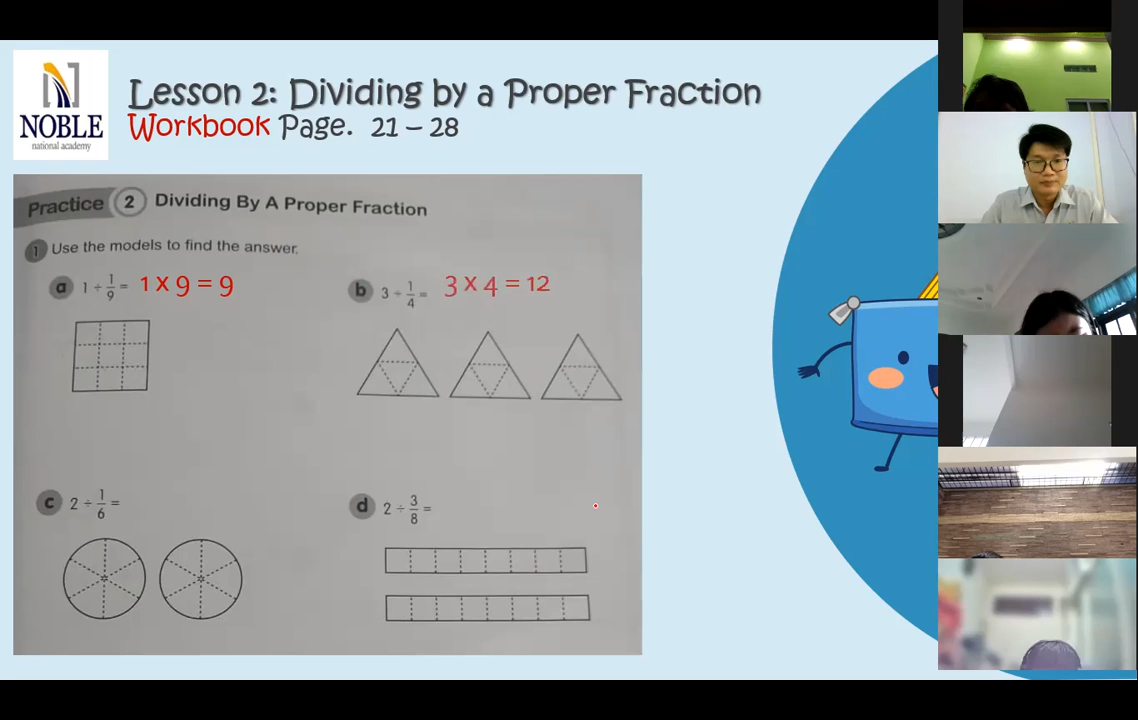 NOBLE
national academy
Lesson 2: Dividing by a Proper Fraction
Workbook Page. 21 – 28
Practice 2 Dividing By A Proper Fraction
1 Use the models to find the answer.
a 1 ÷ 1/9 = 1 x 9 = 9
b 3 ÷ 1/4 = 3 x 4 = 12
c 2 ÷ 1/6 =
d 2 ÷ 3/8 =